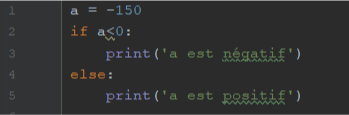 1 a = -150
2 if a<0:
3     print('a est négatif')
4 else:
5     print('a est positif')